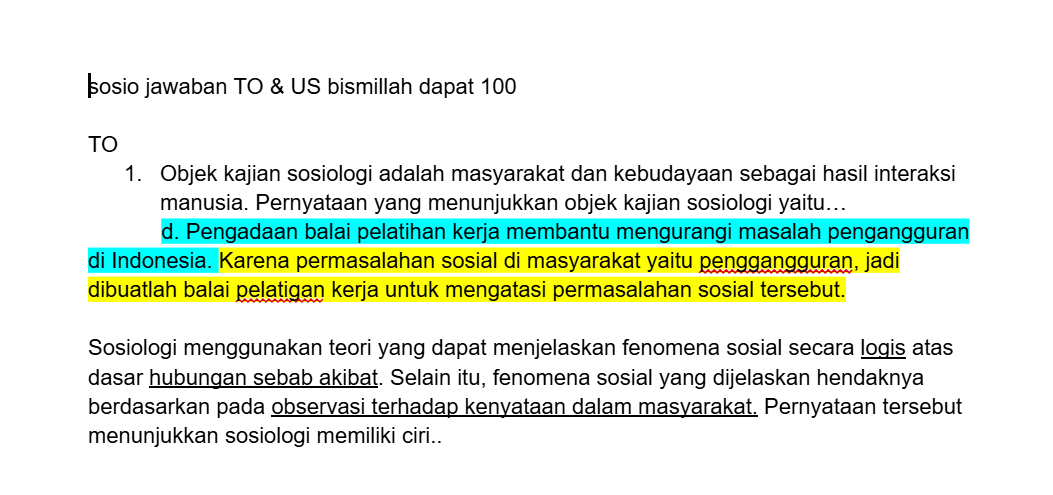 sosio jawaban TO & US bismillah dapat 100
TO
1. Objek kajian sosiologi adalah masyarakat dan kebudayaan sebagai hasil interaksi
manusia. Pernyataan yang menunjukkan objek kajian sosiologi yaitu…
d. Pengadaan balai pelatihan kerja membantu mengurangi masalah pengangguran
di Indonesia. Karena permasalahan sosial di masyarakat yaitu penggangguran, jadi
dibuatlah balai pelatigan kerja untuk mengatasi permasalahan sosial tersebut.
Sosiologi menggunakan teori yang dapat menjelaskan fenomena sosial secara logis atas
dasar hubungan sebab akibat. Selain itu, fenomena sosial yang dijelaskan hendaknya
berdasarkan pada observasi terhadap kenyataan dalam masyarakat. Pernyataan tersebut
menunjukkan sosiologi memiliki ciri..